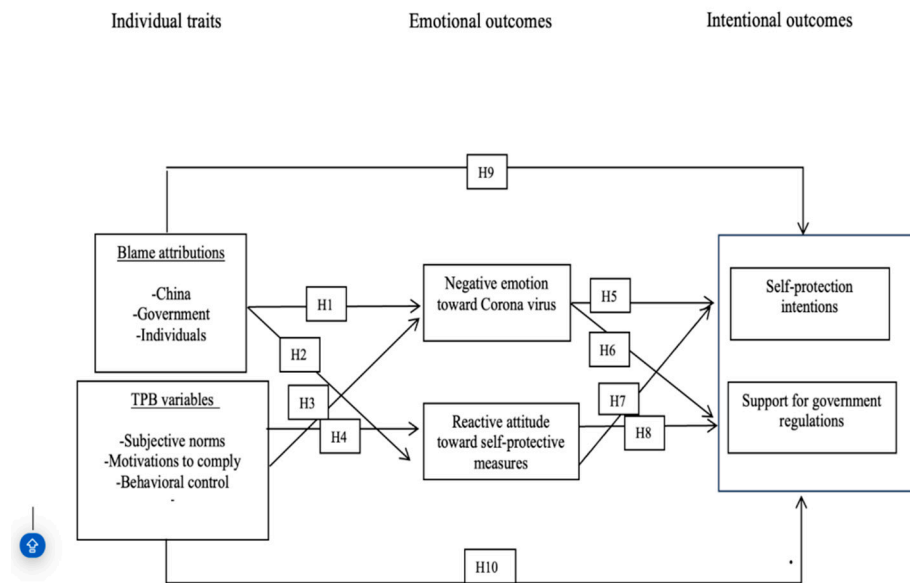 Individual traits
Emotional outcomes
Intentional outcomes
H9
Blame attributions
-China
-Government
-Individuals
H1
H2
Negative emotion
toward Corona virus
H5
H6
Self-protection
intentions
TPB variables
-Subjective norms
-Motivations to comply
-Behavioral control
-
H3
H4
Reactive attitude
toward self-protective
measures
H7
H8
Support for government
regulations
H10